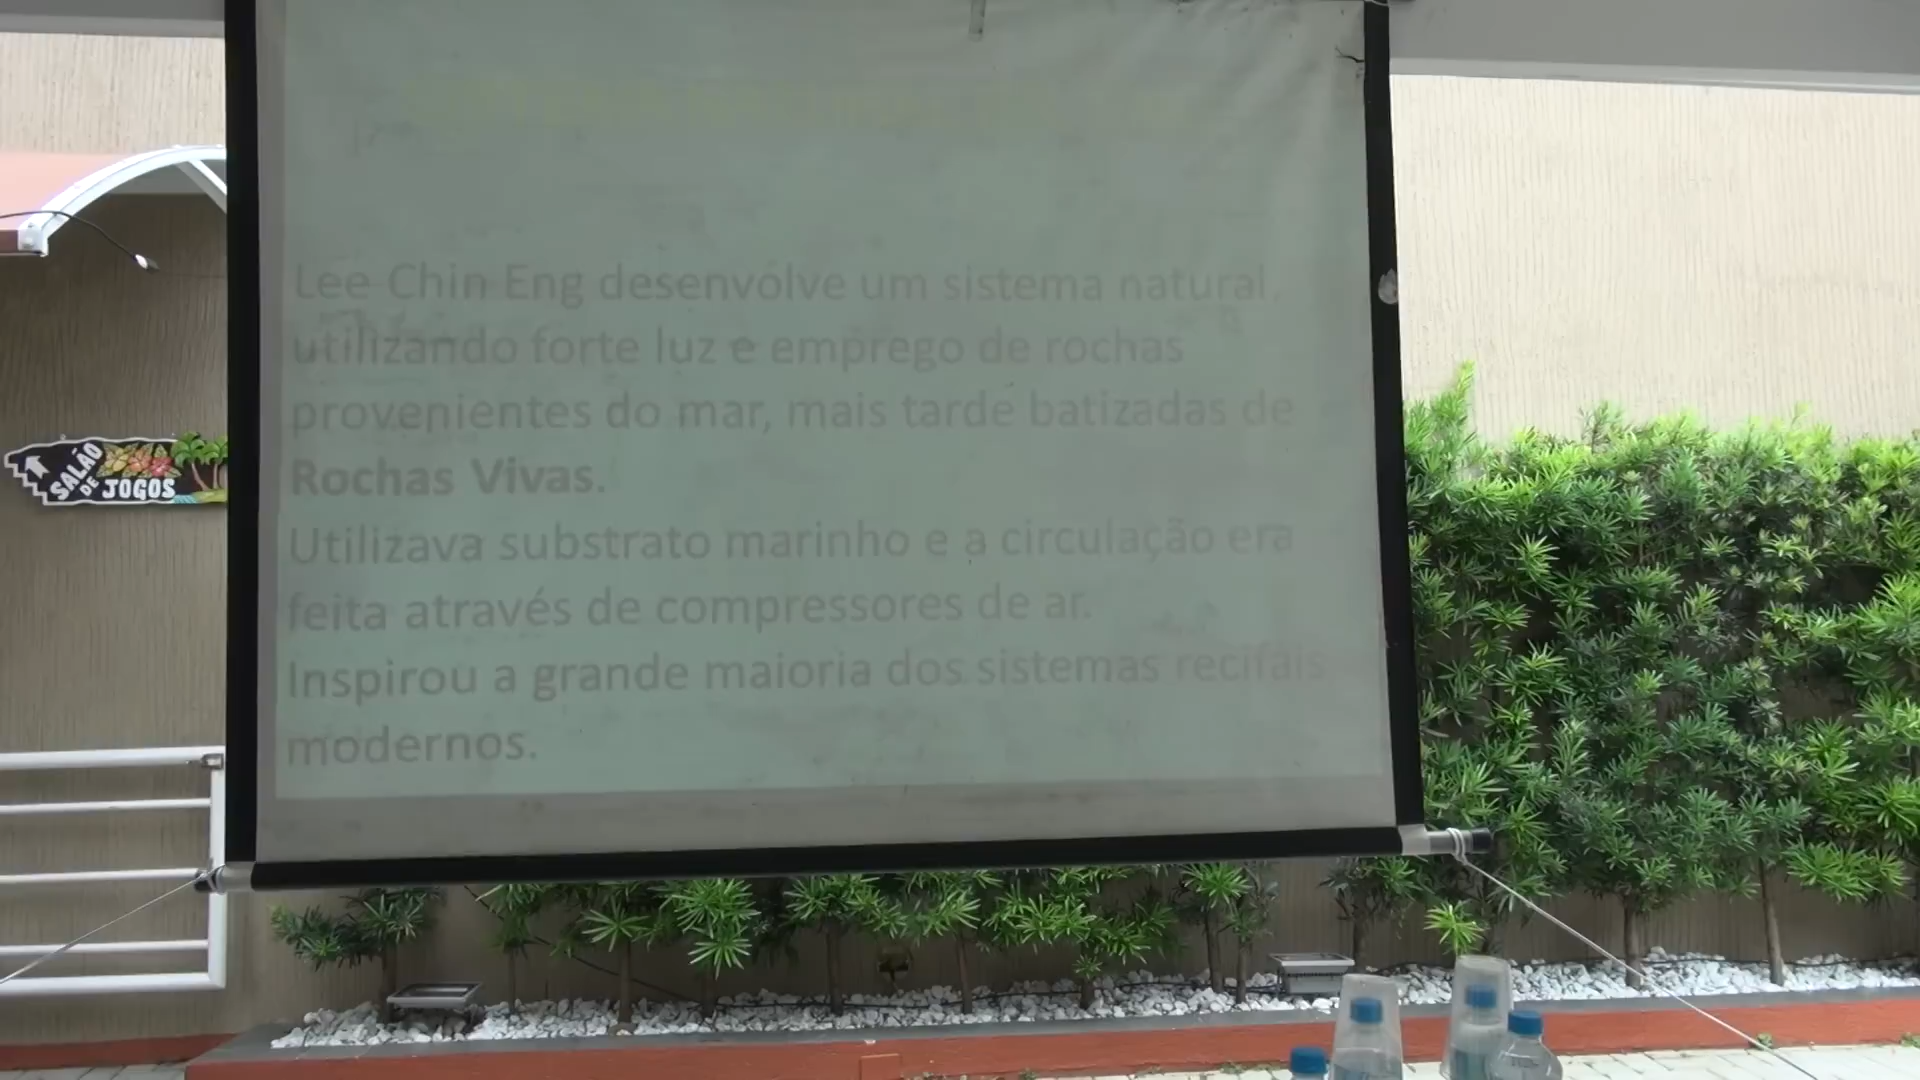 Lee Chin Eng desenvolve um sistema natural,
utilizando forte luz e emprego de rochas
provenientes do mar, mais tarde batizadas de
Rochas Vivas.
Utilizava substrato marinho e a circulação era
feita através de compressores de ar.
Inspirou a grande maioria dos sistemas recifais
modernos.
SALÃO
DE JOGOS